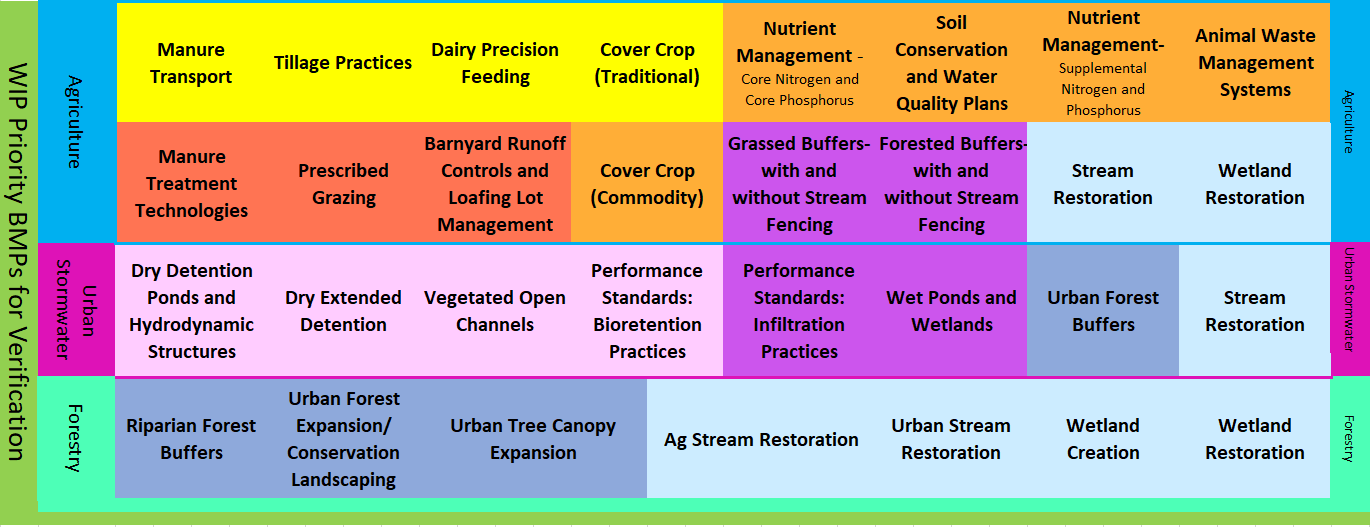 WIP Priority BMPs for Verification
Agriculture
Manure
Transport
Tillage Practices
Dairy Precision
Feeding
Cover Crop
(Traditional)
Nutrient
Management -
Core Nitrogen and
Core Phosphorus
Soil
Conservation
and Water
Quality Plans
Nutrient
Management-
Supplemental
Nitrogen and
Phosphorus
Animal Waste
Management
Systems
Agriculture
Manure
Treatment
Technologies
Prescribed
Grazing
Barnyard Runoff
Controls and
Loafing Lot
Management
Cover Crop
(Commodity)
Grassed Buffers-
with and
without Stream
Fencing
Forested Buffers-
with and
without Stream
Fencing
Stream
Restoration
Wetland
Restoration
Urban
Stormwater
Dry Detention
Ponds and
Hydrodynamic
Structures
Dry Extended
Detention
Vegetated Open
Channels
Performance
Standards:
Bioretention
Practices
Performance
Standards:
Infiltration
Practices
Wet Ponds and
Wetlands
Urban Forest
Buffers
Stream
Restoration
Urban Stormwater
Forestry
Riparian Forest
Buffers
Urban Forest
Expansion/
Conservation
Landscaping
Urban Tree Canopy
Expansion
Ag Stream Restoration
Urban Stream
Restoration
Wetland
Creation
Wetland
Restoration
Forestry